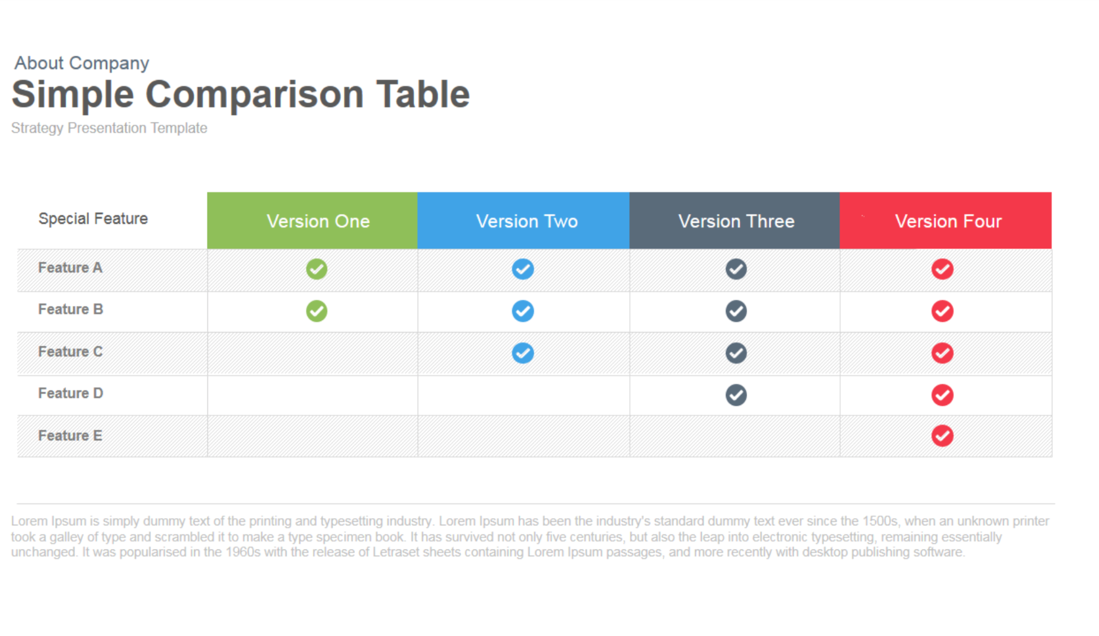 About Company
Simple Comparison Table
Strategy Presentation Template
Special Feature Version One Version Two Version Three Version Four
Feature A
Feature B
Feature C
Feature D
Feature E
Lorem Ipsum is simply dummy text of the printing and typesetting industry. Lorem Ipsum has been the industry's standard dummy text ever since the 1500s, when an unknown printer
took a galley of type and scrambled it to make a type specimen book. It has survived not only five centuries, but also the leap into electronic typesetting, remaining essentially
unchanged. It was popularised in the 1960s with the release of Letraset sheets containing Lorem Ipsum passages, and more recently with desktop publishing software.